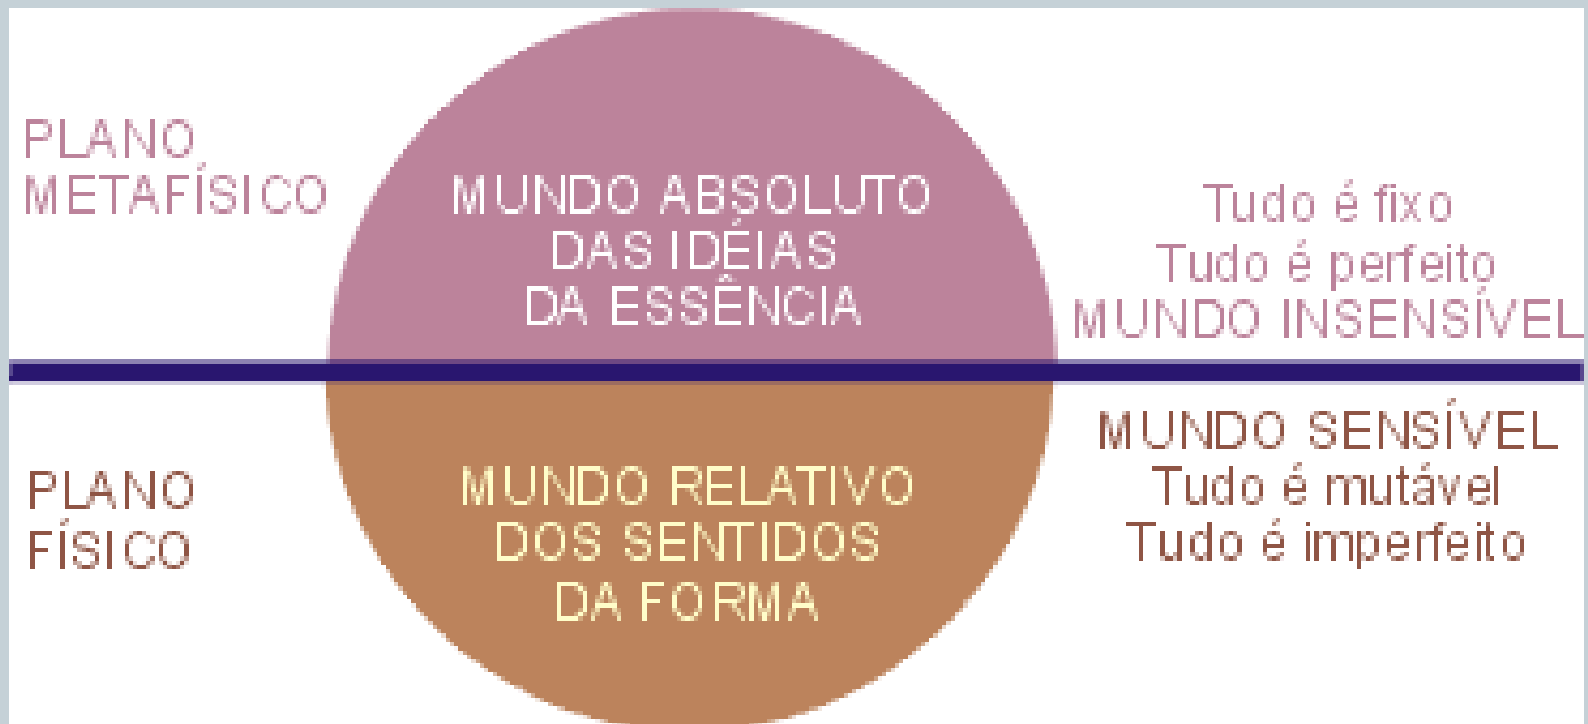 PLANO
METAFÍSICO
MUNDO ABSOLUTO
DAS IDÉIAS
DA ESSÊNCIA
Tudo é fixo
Tudo é perfeito
MUNDO INSENSÍVEL
PLANO
FÍSICO
MUNDO RELATIVO
DOS SENTIDOS
DA FORMA
MUNDO SENSÍVEL
Tudo é mutável
Tudo é imperfeito